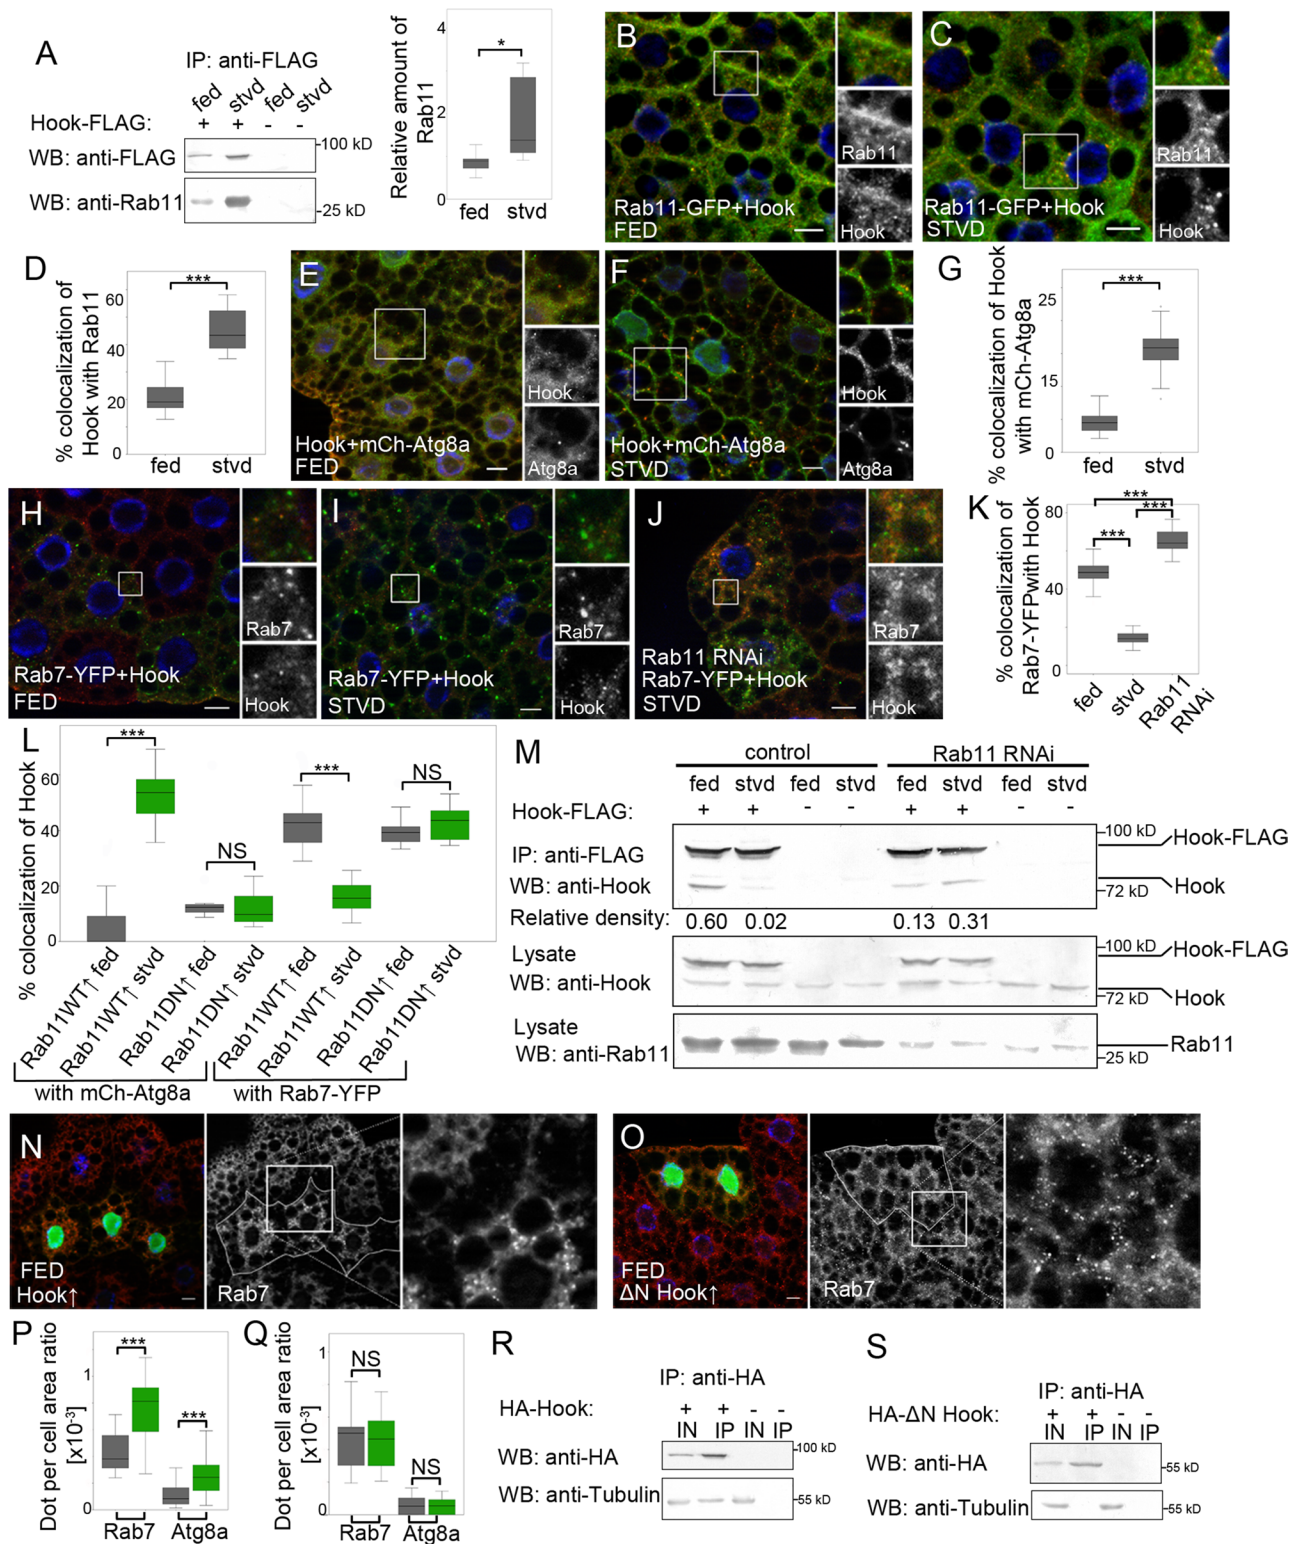 A
IP: anti-FLAG
fed stvd fed stvd
Hook-FLAG: + + - -
WB: anti-FLAG
100 kD
WB: anti-Rab11
25 kD
Relative amount of
Rab11
4
2
0
*
fed stvd
B
Rab11-GFP+Hook
FED
Rab11
Hook
C
Rab11-GFP+Hook
STVD
Rab11
Hook
D
% colocalization of
Hook with Rab11
60
40
20
0
***
fed stvd
E
Hook+mCh-Atg8a
FED
Hook
Atg8a
F
Hook+mCh-Atg8a
STVD
Hook
Atg8a
G
% colocalization of Hook
with mCh-Atg8a
25
15
0
***
fed stvd
H
Rab7-YFP+Hook
FED
Rab7
Hook
I
Rab7-YFP+Hook
STVD
Rab7
Hook
J
Rab11 RNAi
Rab7-YFP+Hook
STVD
Rab7
Hook
K
% colocalization of
Rab7-YFPwith Hook
80
40
0
***
***
***
fed
stvd
Rab11
RNAi
L
% colocalization of Hook
60
40
20
0
***
NS
***
NS
Rab11WT↑ fed
Rab11WT↑ stvd
Rab11DN↑ fed
Rab11DN↑ stvd
Rab11WT↑ fed
Rab11WT↑ stvd
Rab11DN↑ fed
Rab11DN↑ stvd
with mCh-Atg8a
with Rab7-YFP
M
control Rab11 RNAi
fed stvd fed stvd fed stvd fed stvd
Hook-FLAG: + + - - + + - -
IP: anti-FLAG
WB: anti-Hook
100 kD
Hook-FLAG
72 kD
Hook
Relative density: 0.60 0.02 0.13 0.31
Lysate
WB: anti-Hook
100 kD
Hook-FLAG
72 kD
Hook
Lysate
WB: anti-Rab11
Rab11
25 kD
N
FED
Hook↑
Rab7
O
FED
ΔN Hook↑
Rab7
P
Dot per cell area ratio
[x10⁻³]
1
0
***
***
Rab7 Atg8a
Q
Dot per cell area ratio
[x10⁻³]
1
0
NS
NS
Rab7 Atg8a
R
IP: anti-HA
HA-Hook: + + - -
IN IP IN IP
WB: anti-HA
100 kD
WB: anti-Tubulin
55 kD
S
IP: anti-HA
HA-ΔN Hook: + + - -
IN IP IN IP
WB: anti-HA
55 kD
WB: anti-Tubulin
55 kD